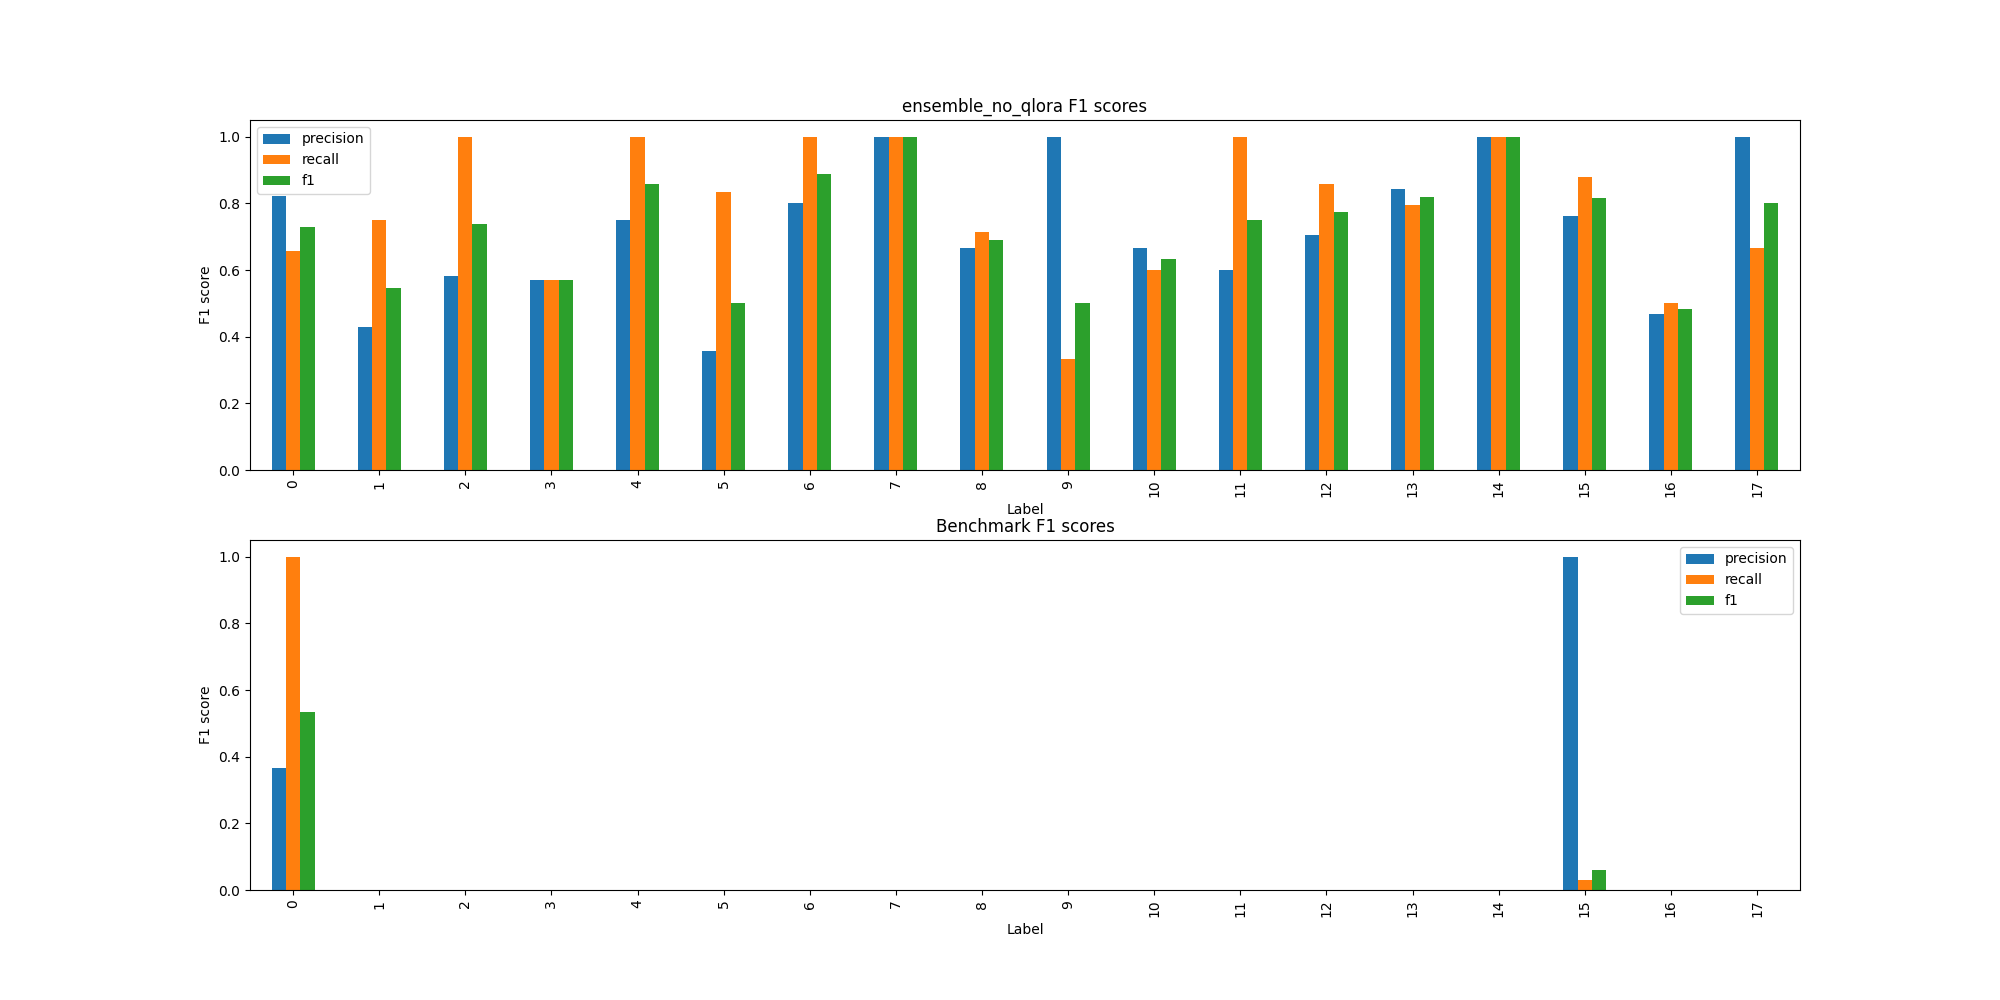 ensemble_no_qlora F1 scores
precision
recall
f1
F1 score
1.0
0.8
0.6
0.4
0.2
0.0
0 1 2 3 4 5 6 7 8 9 10 11 12 13 14 15 16 17
Label
Benchmark F1 scores
precision
recall
f1
F1 score
1.0
0.8
0.6
0.4
0.2
0.0
0 1 2 3 4 5 6 7 8 9 10 11 12 13 14 15 16 17
Label